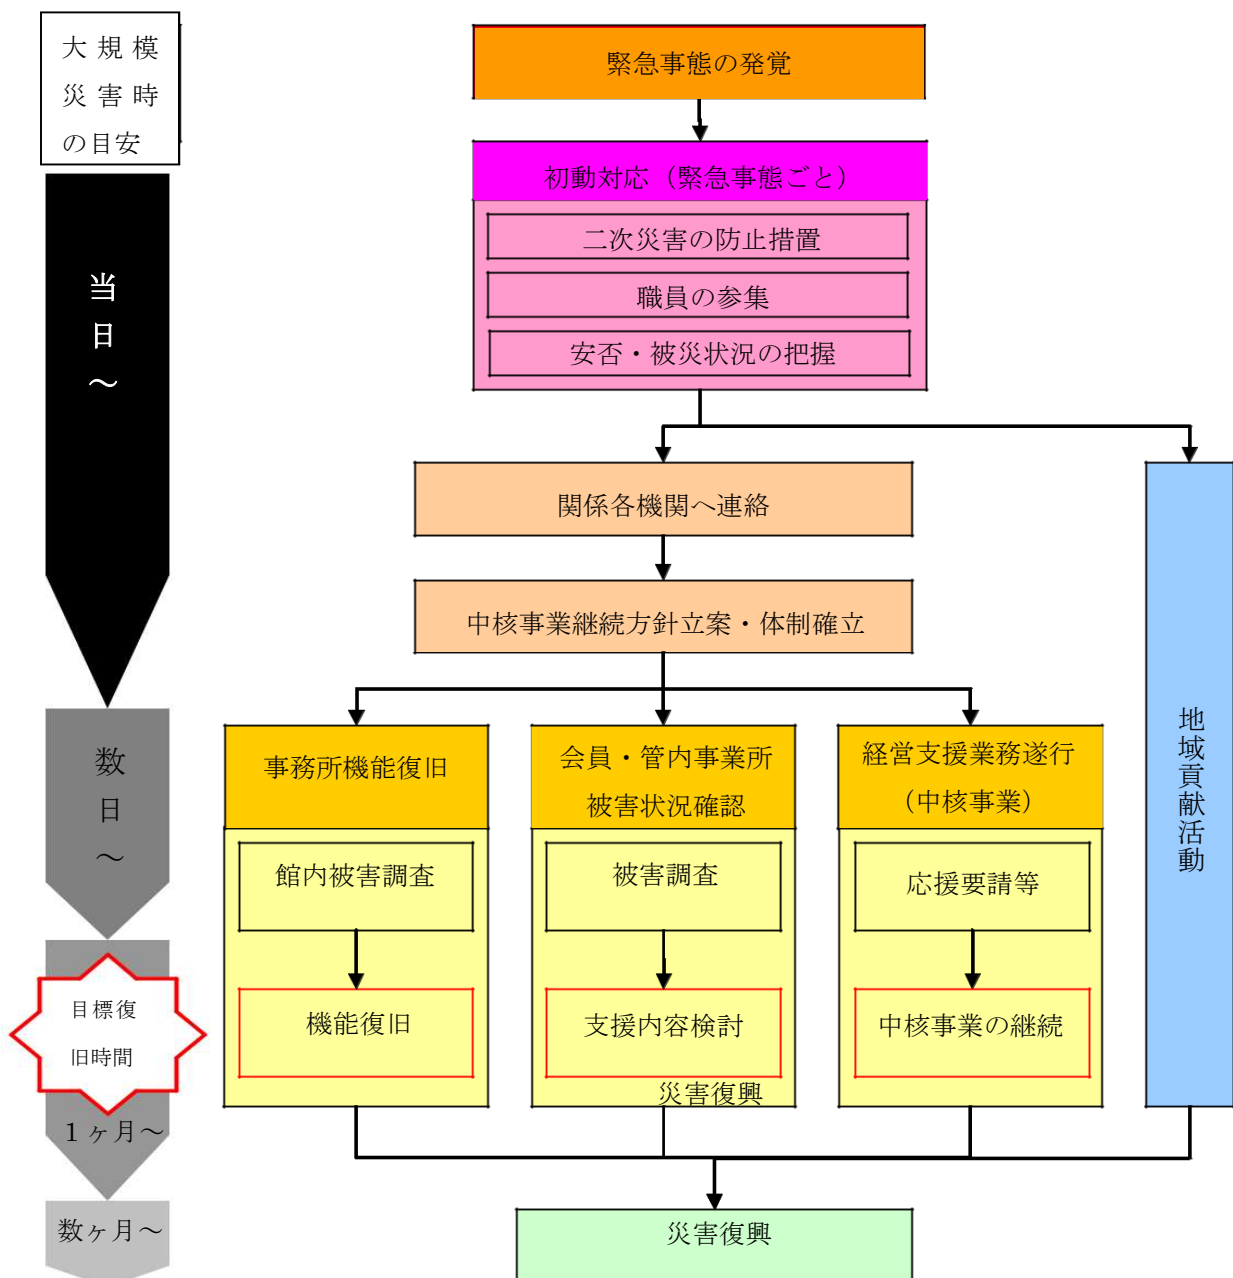 大規模
災害時
の目安
緊急事態の発覚
初動対応（緊急事態ごと）
二次災害の防止措置
職員の参集
安否・被災状況の把握
当日～
関係各機関へ連絡
中核事業継続方針立案・体制確立
地域貢献活動
数日～
事務所機能復旧
会員・管内事業所
被害状況確認
経営支援業務遂行
（中核事業）
館内被害調査
被害調査
応援要請等
目標復
旧時間
機能復旧
支援内容検討
中核事業の継続
災害復興
１ヶ月～
数ヶ月～
災害復興